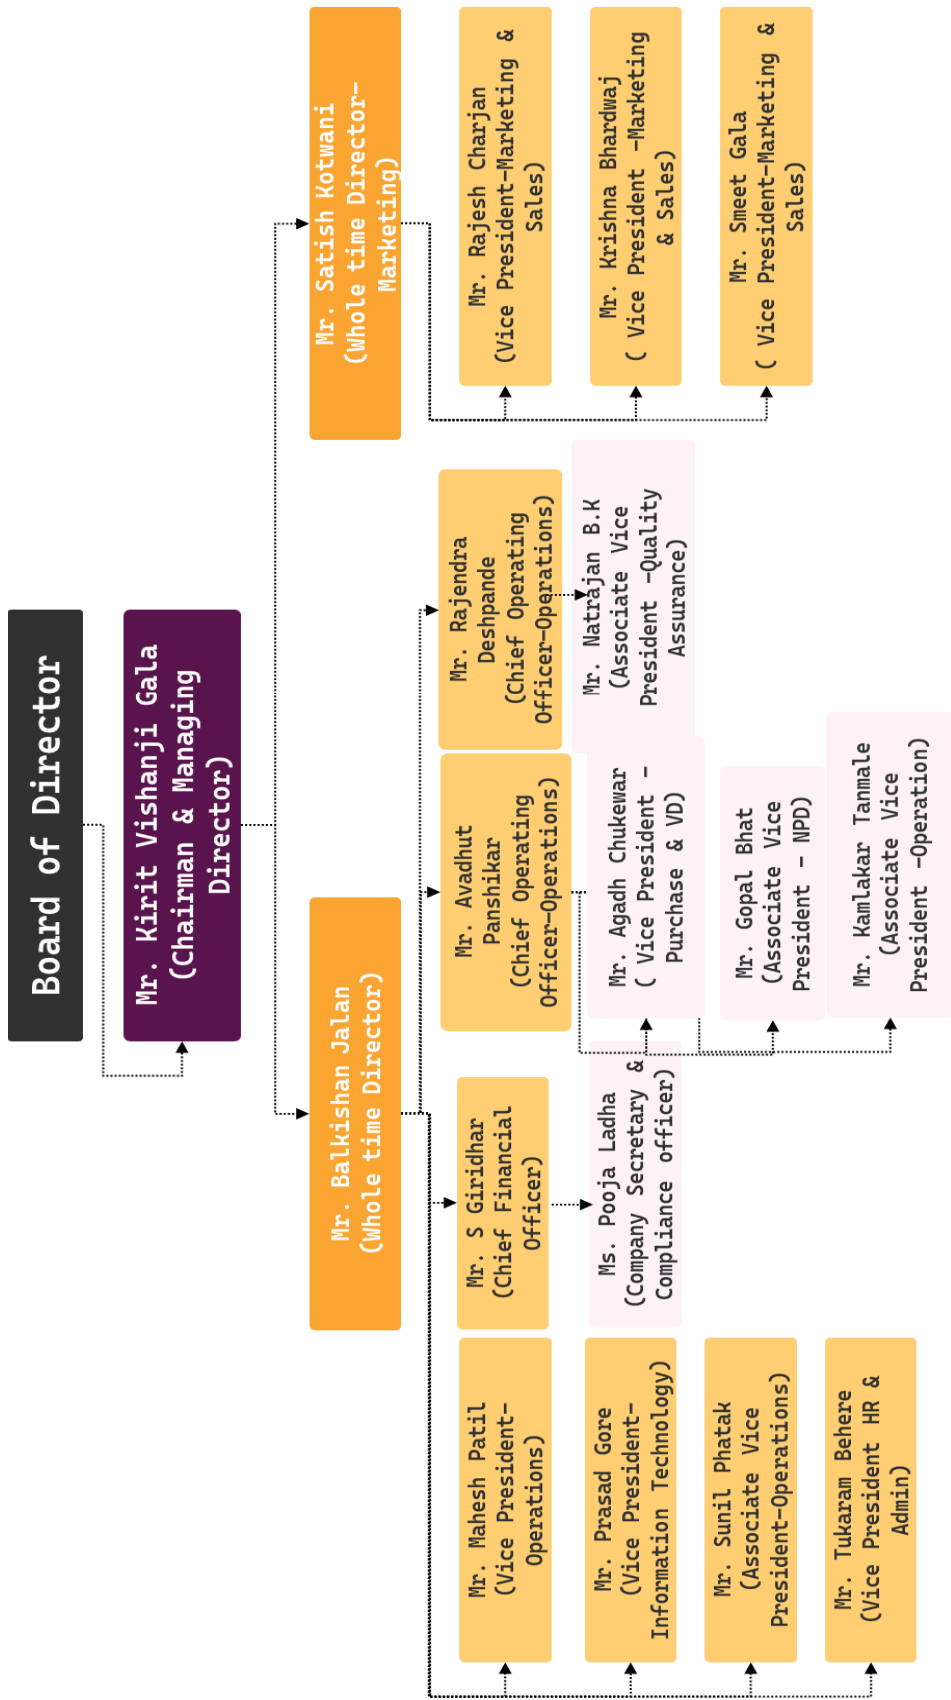 Board of Director
Mr. Kirit Vishanji Gala
(Chairman & Managing
Director)
Mr. Balkishan Jalan
(Whole time Director)
Mr. Satish Kotwani
(Whole time Director-
Marketing)
Mr. Mahesh Patil
(Vice President-
Operations)
Mr. Prasad Gore
(Vice President-
Information Technology)
Mr. Sunil Phatak
(Associate Vice
President-Operations)
Mr. Tukaram Behere
(Vice President HR &
Admin)
Mr. S Giridhar
(Chief Financial
Officer)
Ms. Pooja Ladha
(Company Secretary &
Compliance officer)
Mr. Avadhut
Panshikar
(Chief Operating
Officer-Operations)
Mr. Agadh Chukewar
( Vice President -
Purchase & VD)
Mr. Gopal Bhat
(Associate Vice
President - NPD)
Mr. Kamlakar Tanmale
(Associate Vice
President -Operation)
Mr. Rajendra
Deshpande
(Chief Operating
Officer-Operations)
Mr. Natrajan B.K
(Associate Vice
President -Quality
Assurance)
Mr. Rajesh Charjan
(Vice President-Marketing &
Sales)
Mr. Krishna Bhardwaj
( Vice President -Marketing
& Sales)
Mr. Smeet Gala
( Vice President-Marketing &
Sales)